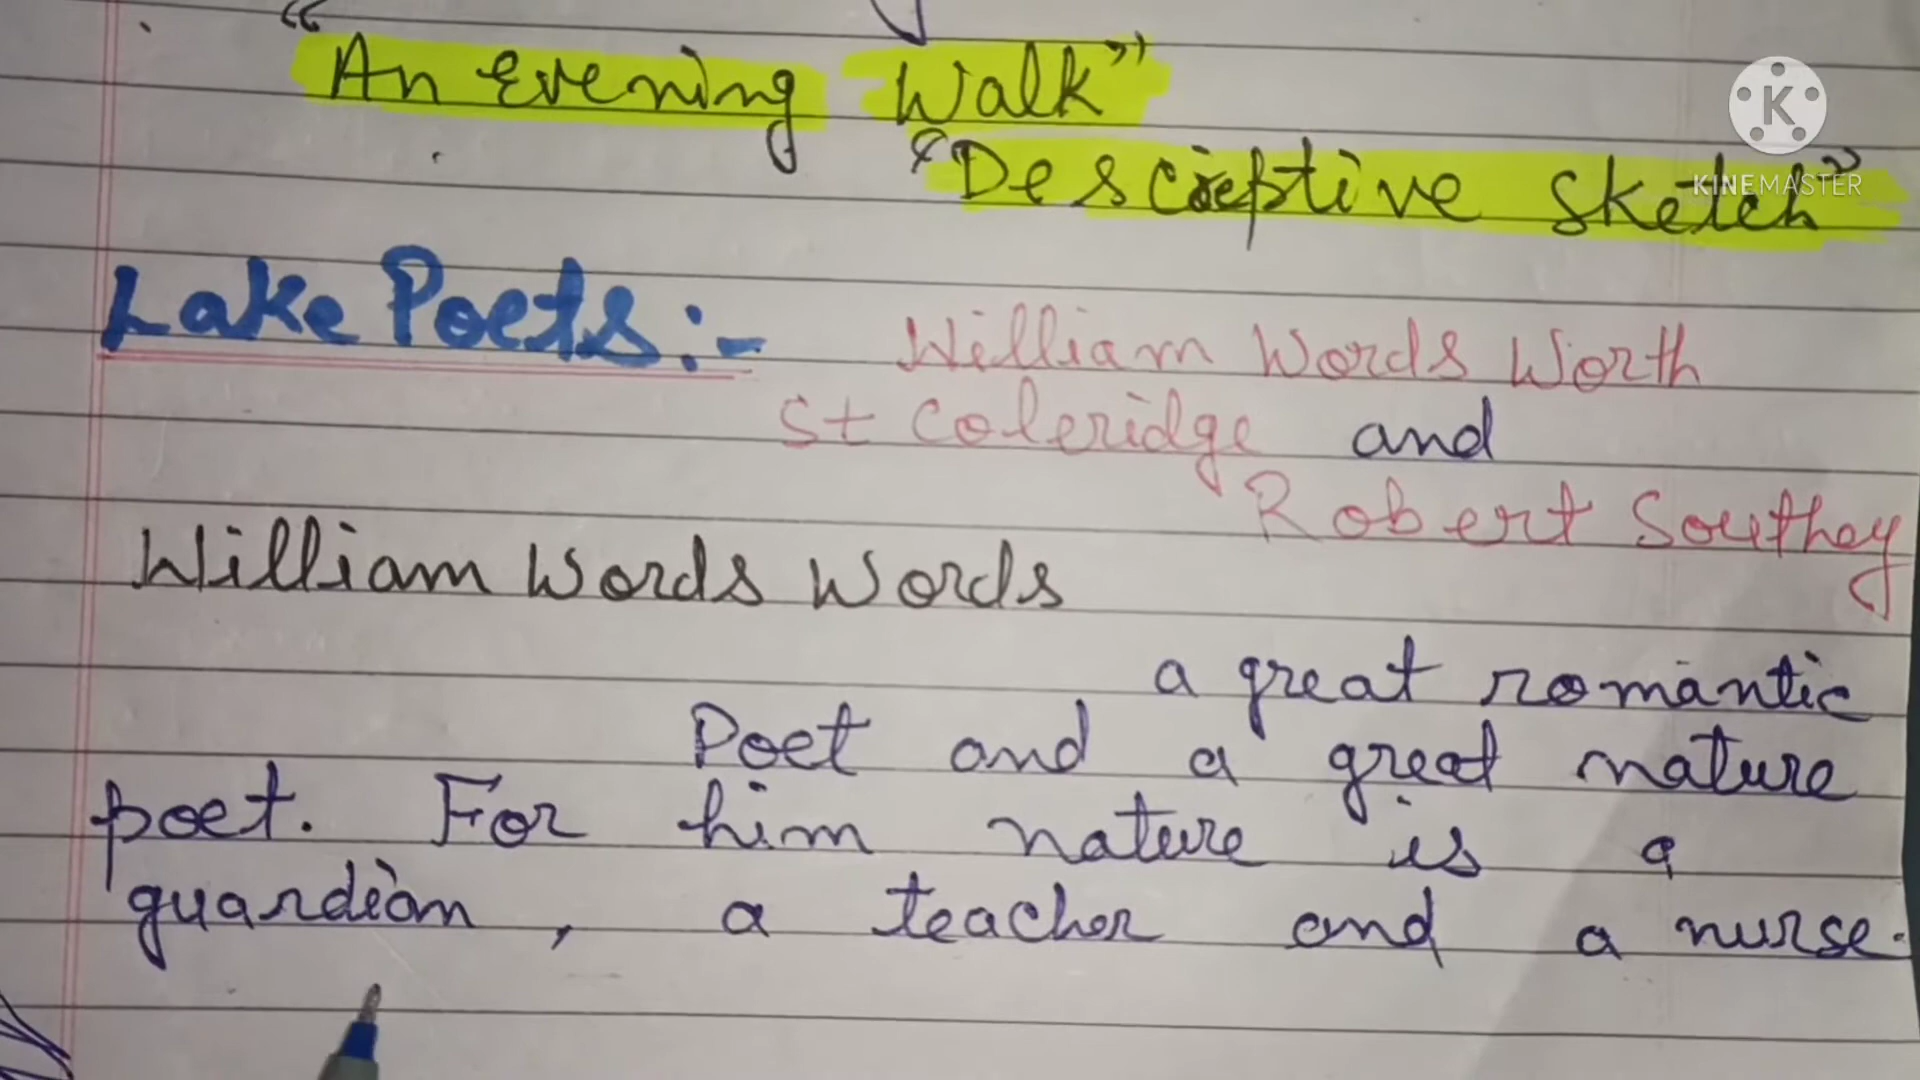 "An Evening Walk"
"Desciptive Sketch"
Lake Poets:-
William Words Worth
St Coleridge and
Robert Southey
William Words Words
a great romantic
Poet and a great nature
poet. For him nature is a
guardian, a teacher and a nurse.
K
KINEMASTER